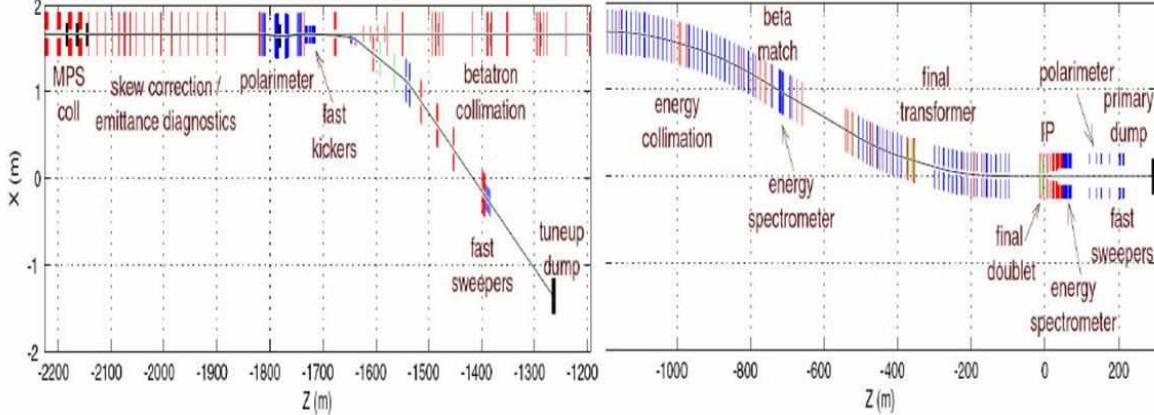 2
1
0
-1
-2
X (m)
MPS
coll
skew correction /
emittance diagnostics
polarimeter
fast
kickers
betatron
collimation
fast
sweepers
tuneup
dump
-2200 -2100 -2000 -1900 -1800 -1700 -1600 -1500 -1400 -1300 -1200
Z (m)
beta
match
energy
collimation
energy
spectrometer
final
transformer
polarimeter
primary
dump
IP
final
doublet
energy
spectrometer
fast
sweepers
-1000 -800 -600 -400 -200 0 200
Z (m)